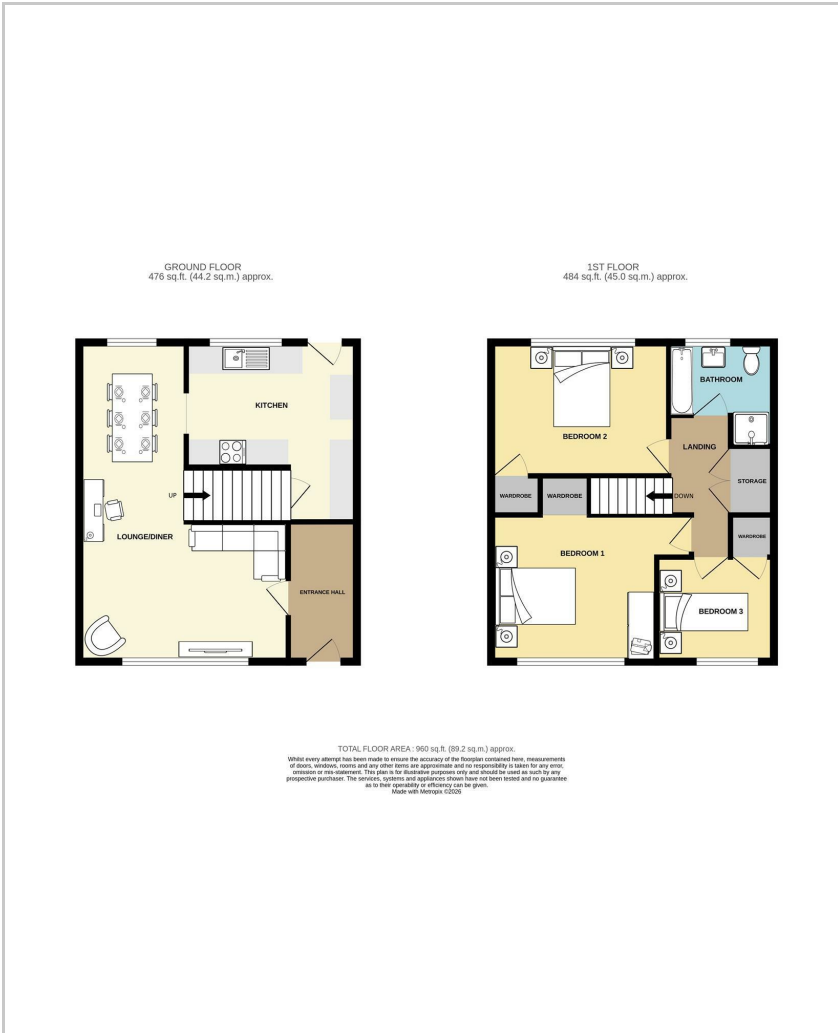 GROUND FLOOR
476 sq.ft. (44.2 sq.m.) approx.
1ST FLOOR
484 sq.ft. (45.0 sq.m.) approx.
KITCHEN
UP
LOUNGE/DINER
ENTRANCE HALL
BATHROOM
BEDROOM 2
LANDING
STORAGE
WARDROBE
WARDROBE
DOWN
WARDROBE
BEDROOM 1
BEDROOM 3
TOTAL FLOOR AREA : 960 sq.ft. (89.2 sq.m.) approx.
Whilst every attempt has been made to ensure the accuracy of the floorplan contained here, measurements
of doors, windows, rooms and any other items are approximate and no responsibility is taken for any error,
omission or mis-statement. This plan is for illustrative purposes only and should be used as such by any
prospective purchaser. The services, systems and appliances shown have not been tested and no guarantee
as to their operability or efficiency can be given.
Made with Metropix ©2026